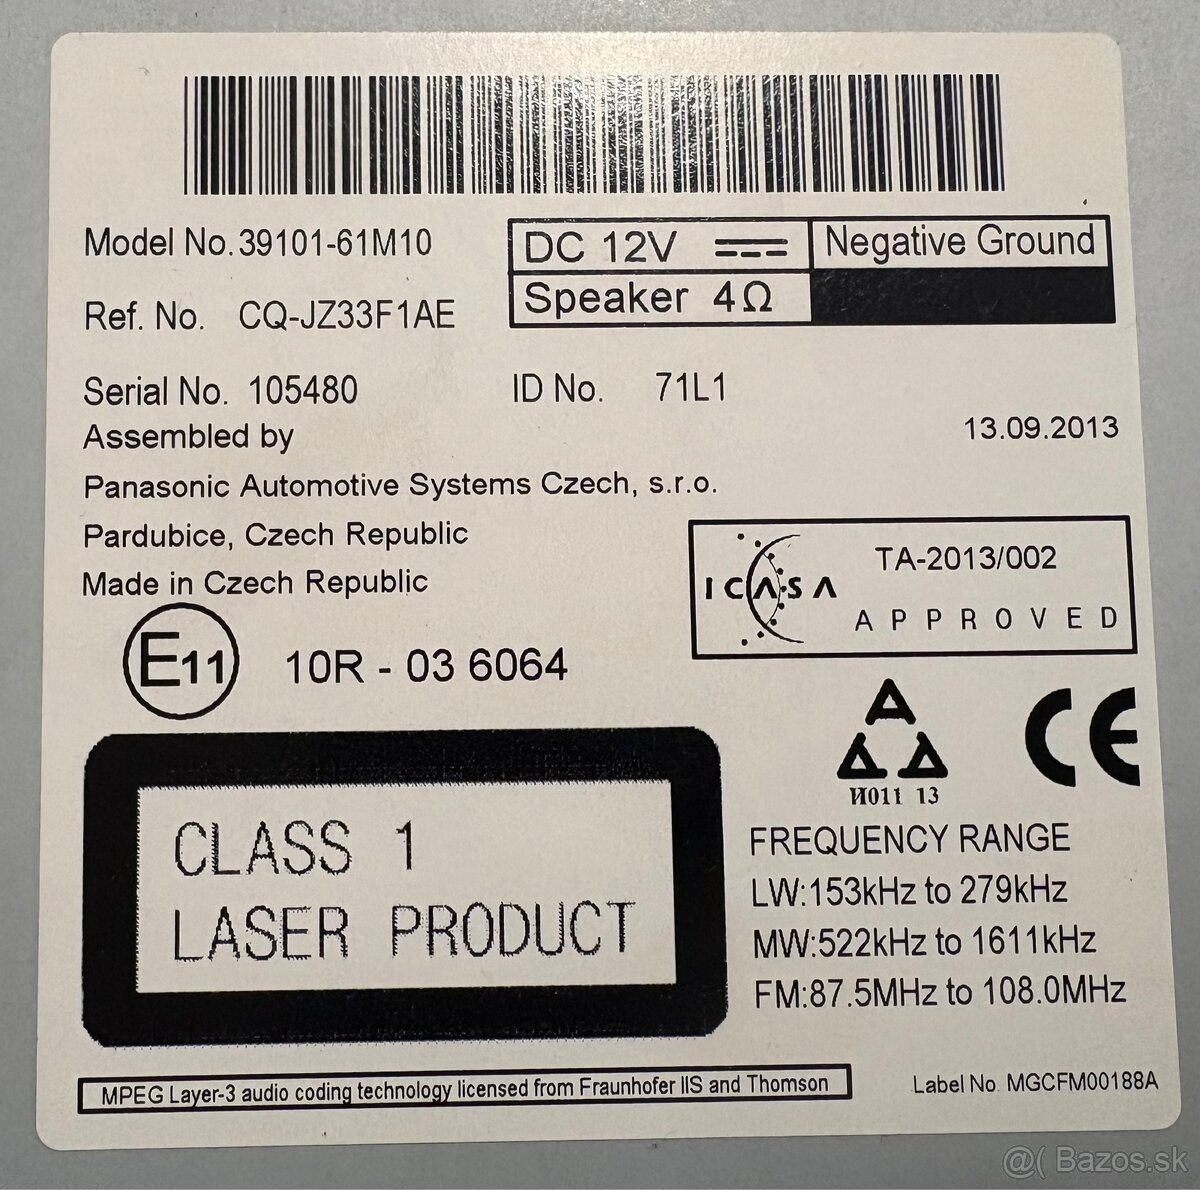 Model No. 39101-61M10
DC 12V
Negative Ground
Ref. No. CQ-JZ33F1AE
Speaker 4Ω
Serial No. 105480
ID No. 71L1
Assembled by
13.09.2013
Panasonic Automotive Systems Czech, s.r.o.
Pardubice, Czech Republic
Made in Czech Republic
ICASA
TA-2013/002
APPROVED
E11
10R - 03 6064
CE
И011 13
CLASS 1
LASER PRODUCT
FREQUENCY RANGE
LW:153kHz to 279kHz
MW:522kHz to 1611kHz
FM:87.5MHz to 108.0MHz
MPEG Layer-3 audio coding technology licensed from Fraunhofer IIS and Thomson
Label No. MGCFM00188A
@( Bazos.sk